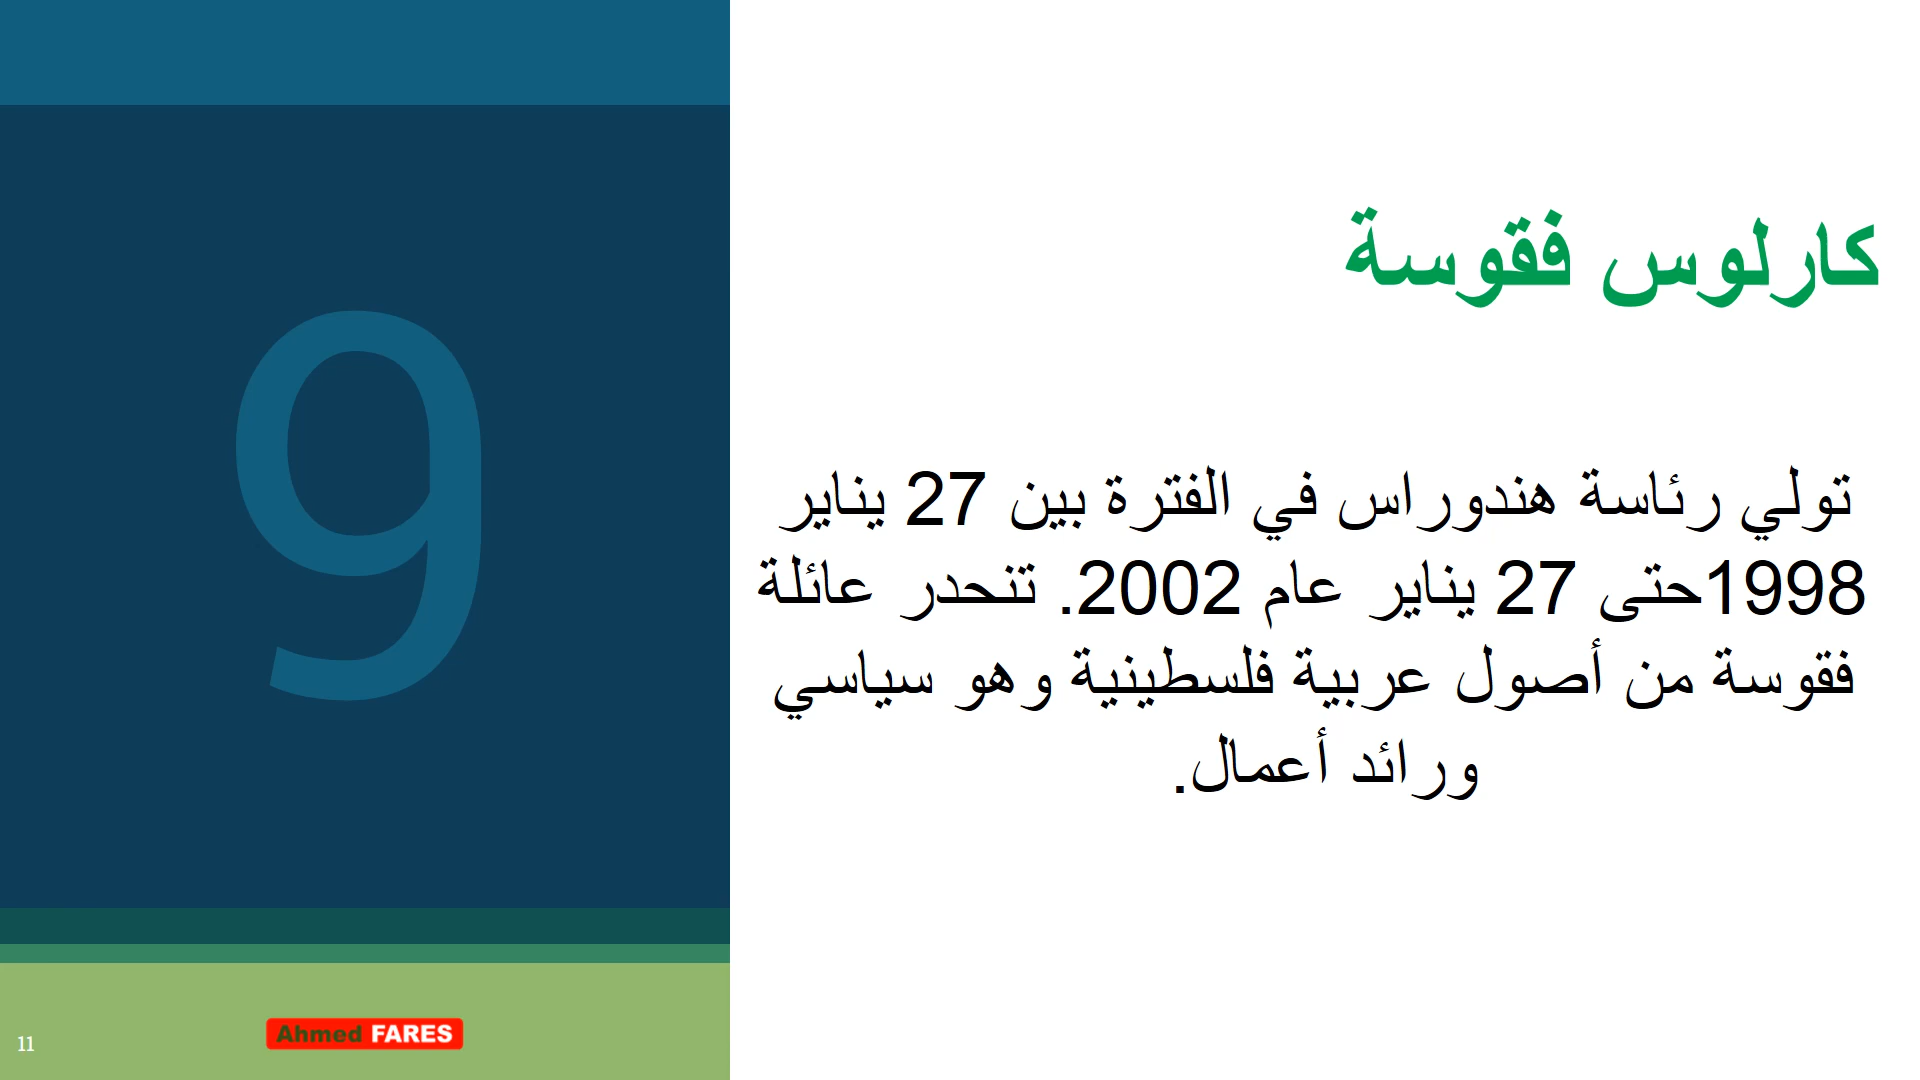 9
كارلوس فقوسة
تولي رئاسة هندوراس في الفترة بين 27 يناير
1998حتى 27 يناير عام 2002. تنحدر عائلة
فقوسة من أصول عربية فلسطينية وهو سياسي
ورائد أعمال.
Ahmed FARES
11